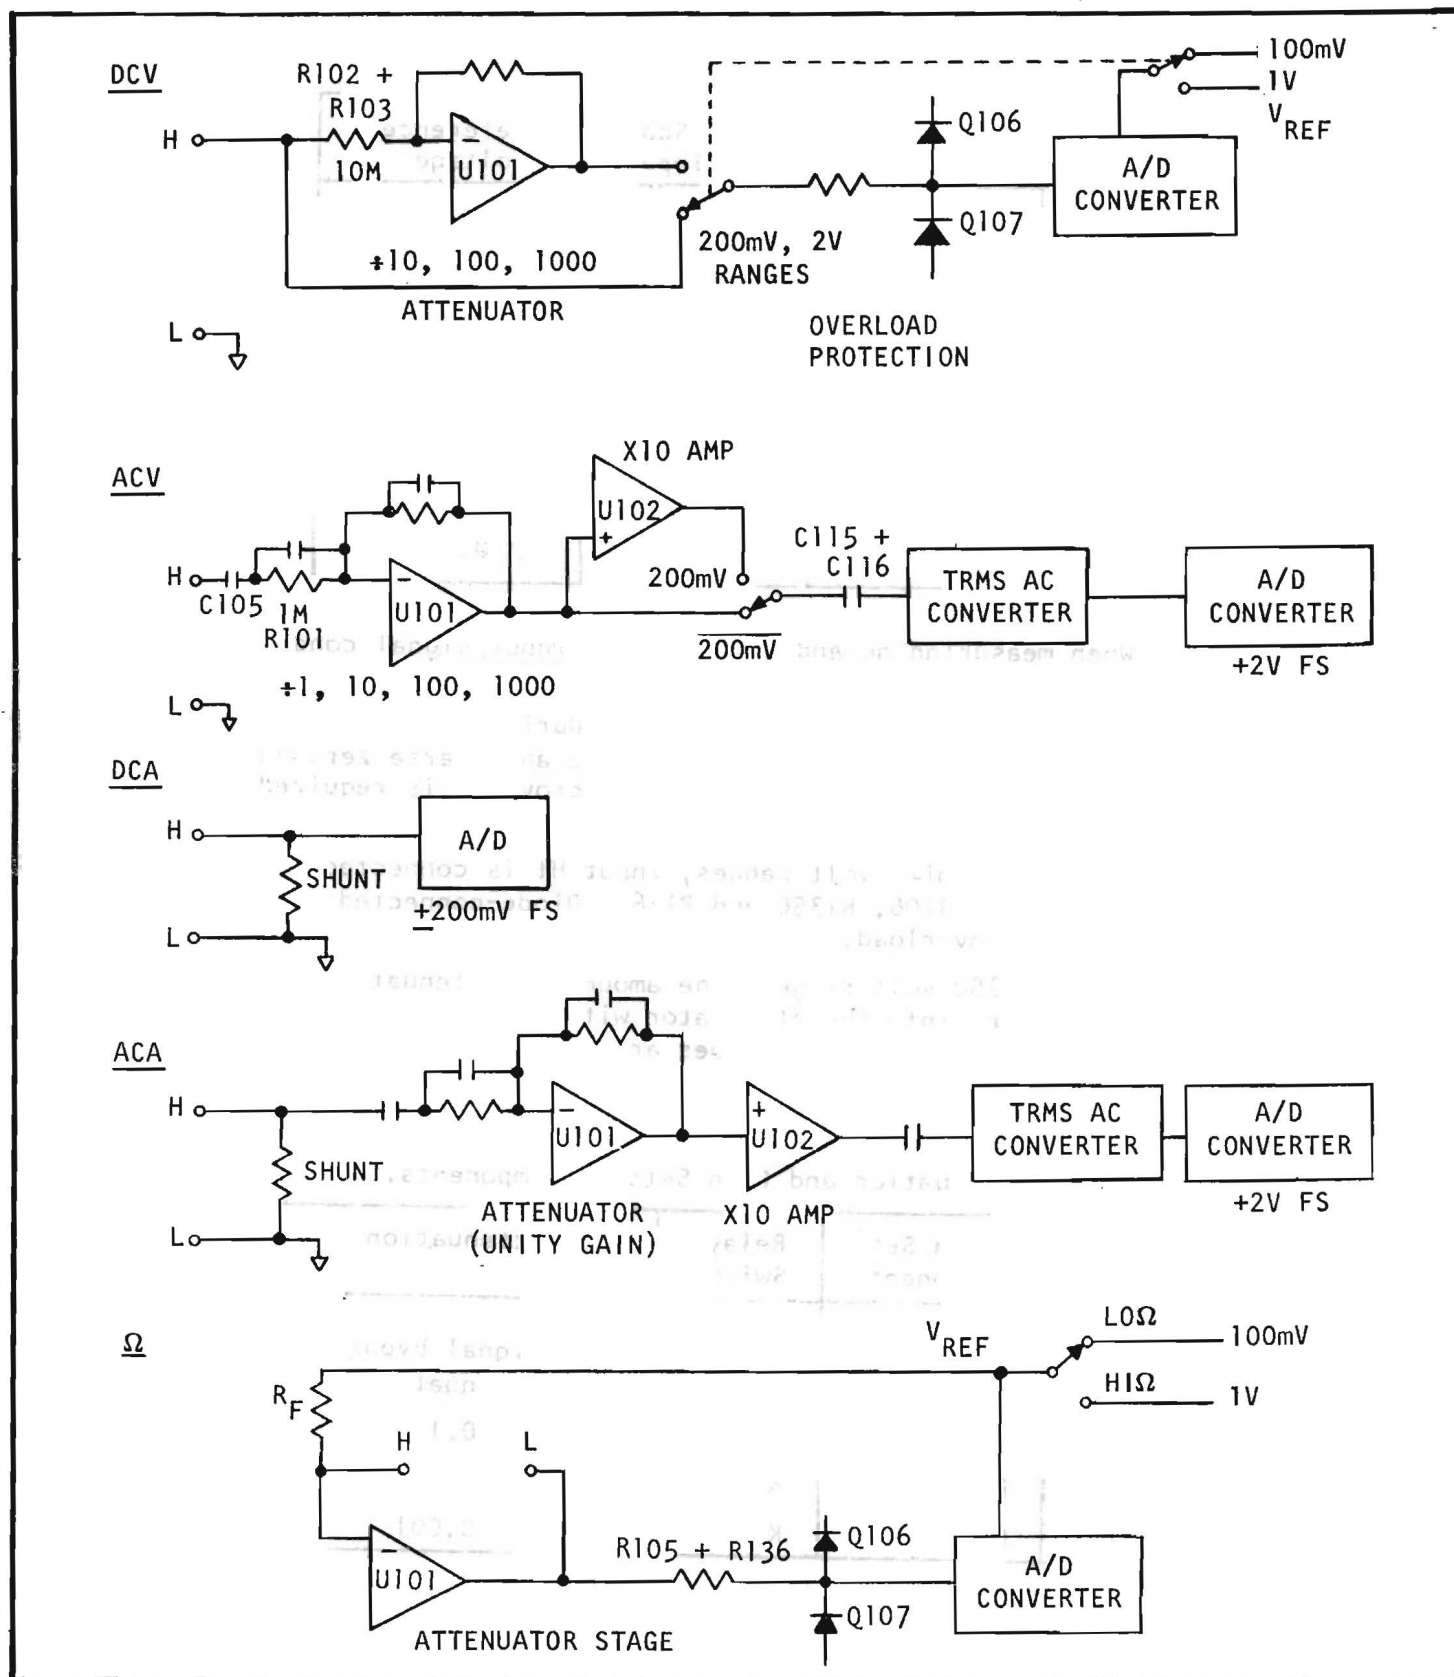 DCV
R102 +
R103
10M
H
U101
÷10, 100, 1000
ATTENUATOR
L
200mV, 2V
RANGES
Q106
Q107
OVERLOAD
PROTECTION
A/D
CONVERTER
100mV
1V
VREF
ACV
H
C105
1M
R101
U101
÷1, 10, 100, 1000
L
X10 AMP
U102
+
200mV
200mV
C115 +
C116
TRMS AC
CONVERTER
A/D
CONVERTER
+2V FS
DCA
H
SHUNT
L
A/D
±200mV FS
ACA
H
SHUNT
L
U101
ATTENUATOR
(UNITY GAIN)
+
U102
X10 AMP
TRMS AC
CONVERTER
A/D
CONVERTER
+2V FS
Ω
RF
H
L
U101
ATTENUATOR STAGE
R105 + R136
Q106
Q107
A/D
CONVERTER
VREF
LOΩ
100mV
HIΩ
1V